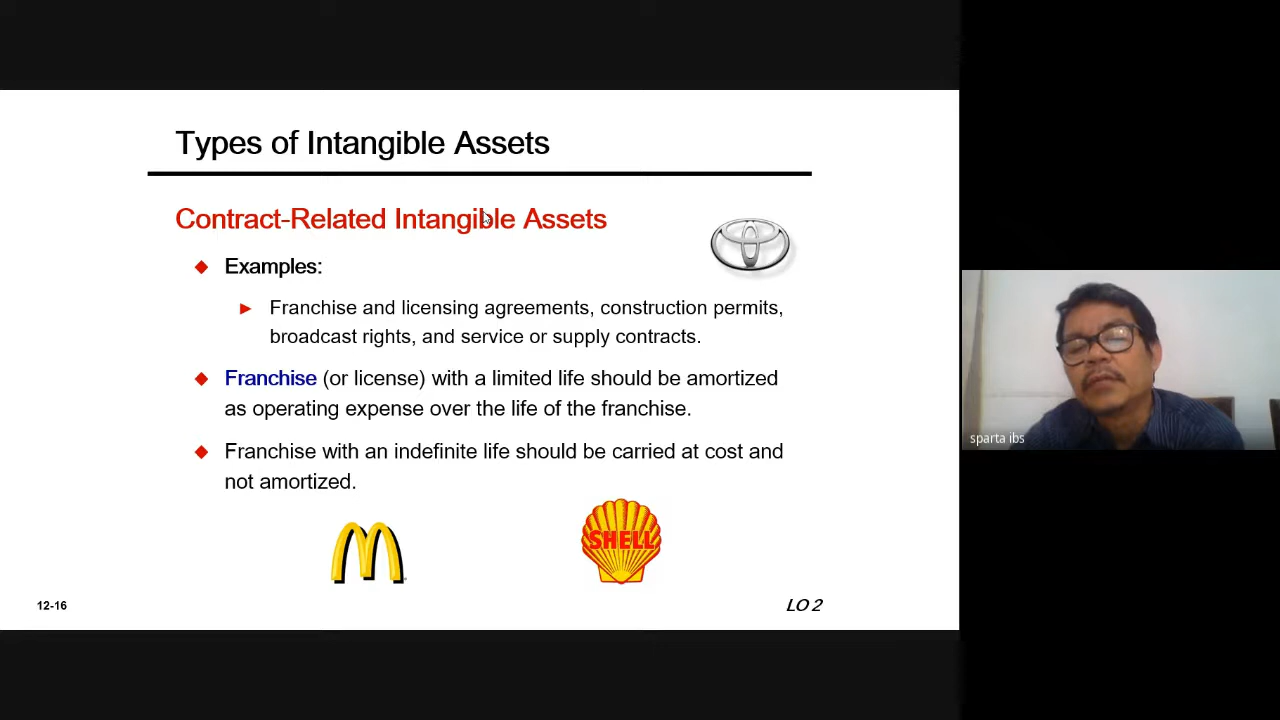 Types of Intangible Assets
Contract-Related Intangible Assets
Examples:
Franchise and licensing agreements, construction permits,
broadcast rights, and service or supply contracts.
Franchise (or license) with a limited life should be amortized
as operating expense over the life of the franchise.
Franchise with an indefinite life should be carried at cost and
not amortized.
SHELL
12-16
LO 2
sparta ibs